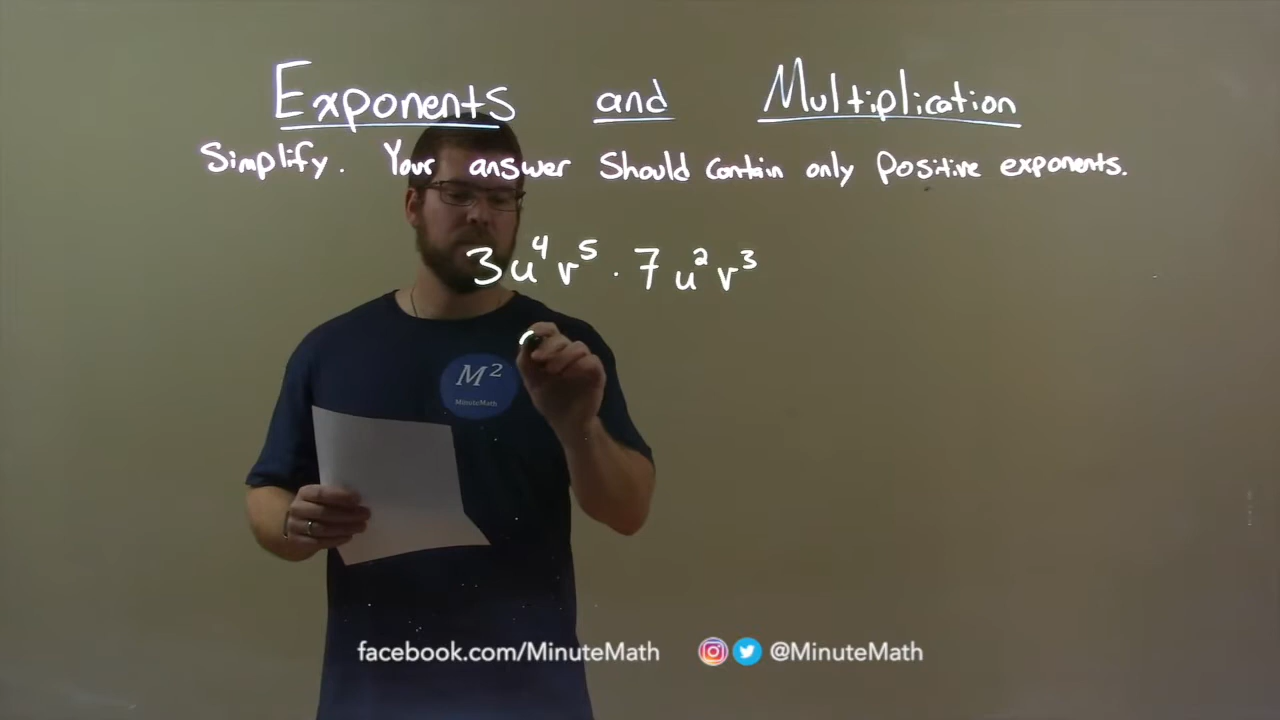 Exponents and Multiplication
Simplify. Your answer should contain only positive exponents.
3u⁴v⁵ · 7u²v³
M²
MinuteMath
facebook.com/MinuteMath @MinuteMath